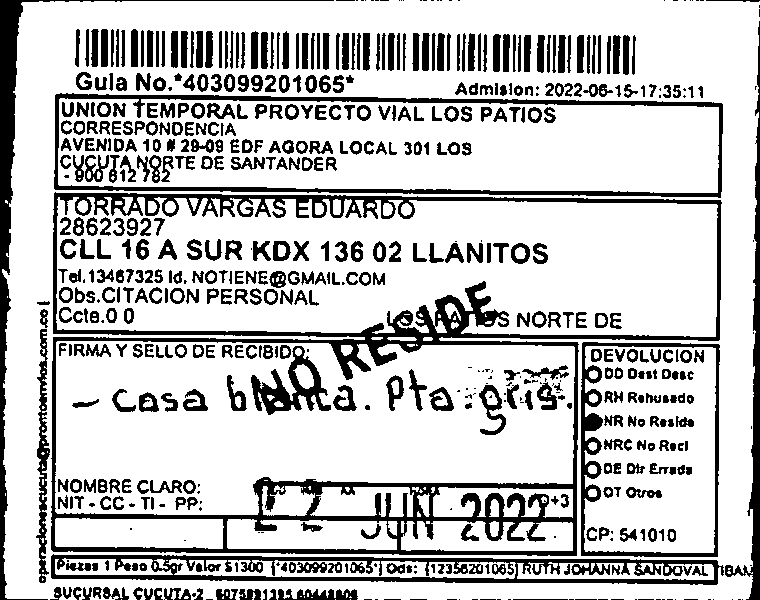 Guia No.*403099201065*
Admision: 2022-06-15-17:35:11
UNION TEMPORAL PROYECTO VIAL LOS PATIOS
CORRESPONDENCIA
AVENIDA 10 # 29-09 EDF AGORA LOCAL 301 LOS
CUCUTA NORTE DE SANTANDER
- 900 612 782
TORRADO VARGAS EDUARDO
28623927
CLL 16 A SUR KDX 136 02 LLANITOS
Tel.13467325 Id. NOTIENE@GMAIL.COM
Obs.CITACION PERSONAL
Ccte.0 0
LOS PATIOS NORTE DE
NO RESIDE
FIRMA Y SELLO DE RECIBIDO:
- Casa blanca. Pta. gris.
NOMBRE CLARO:
NIT - CC - TI - PP:
22 JUN 2022
D+3
DEVOLUCION
DD Dest Desc
RH Rehusado
NR No Reside
NRC No Recl
DE Dir Errada
OT Otros
CP: 541010
operacionescucuta@prontoenvios.com.co |
Piezas 1 Peso 0.5gr Valor $1300 (*403099201065*) Ods: (12356201065) RUTH JOHANNA SANDOVAL TIBAM
SUCURSAL CUCUTA-2